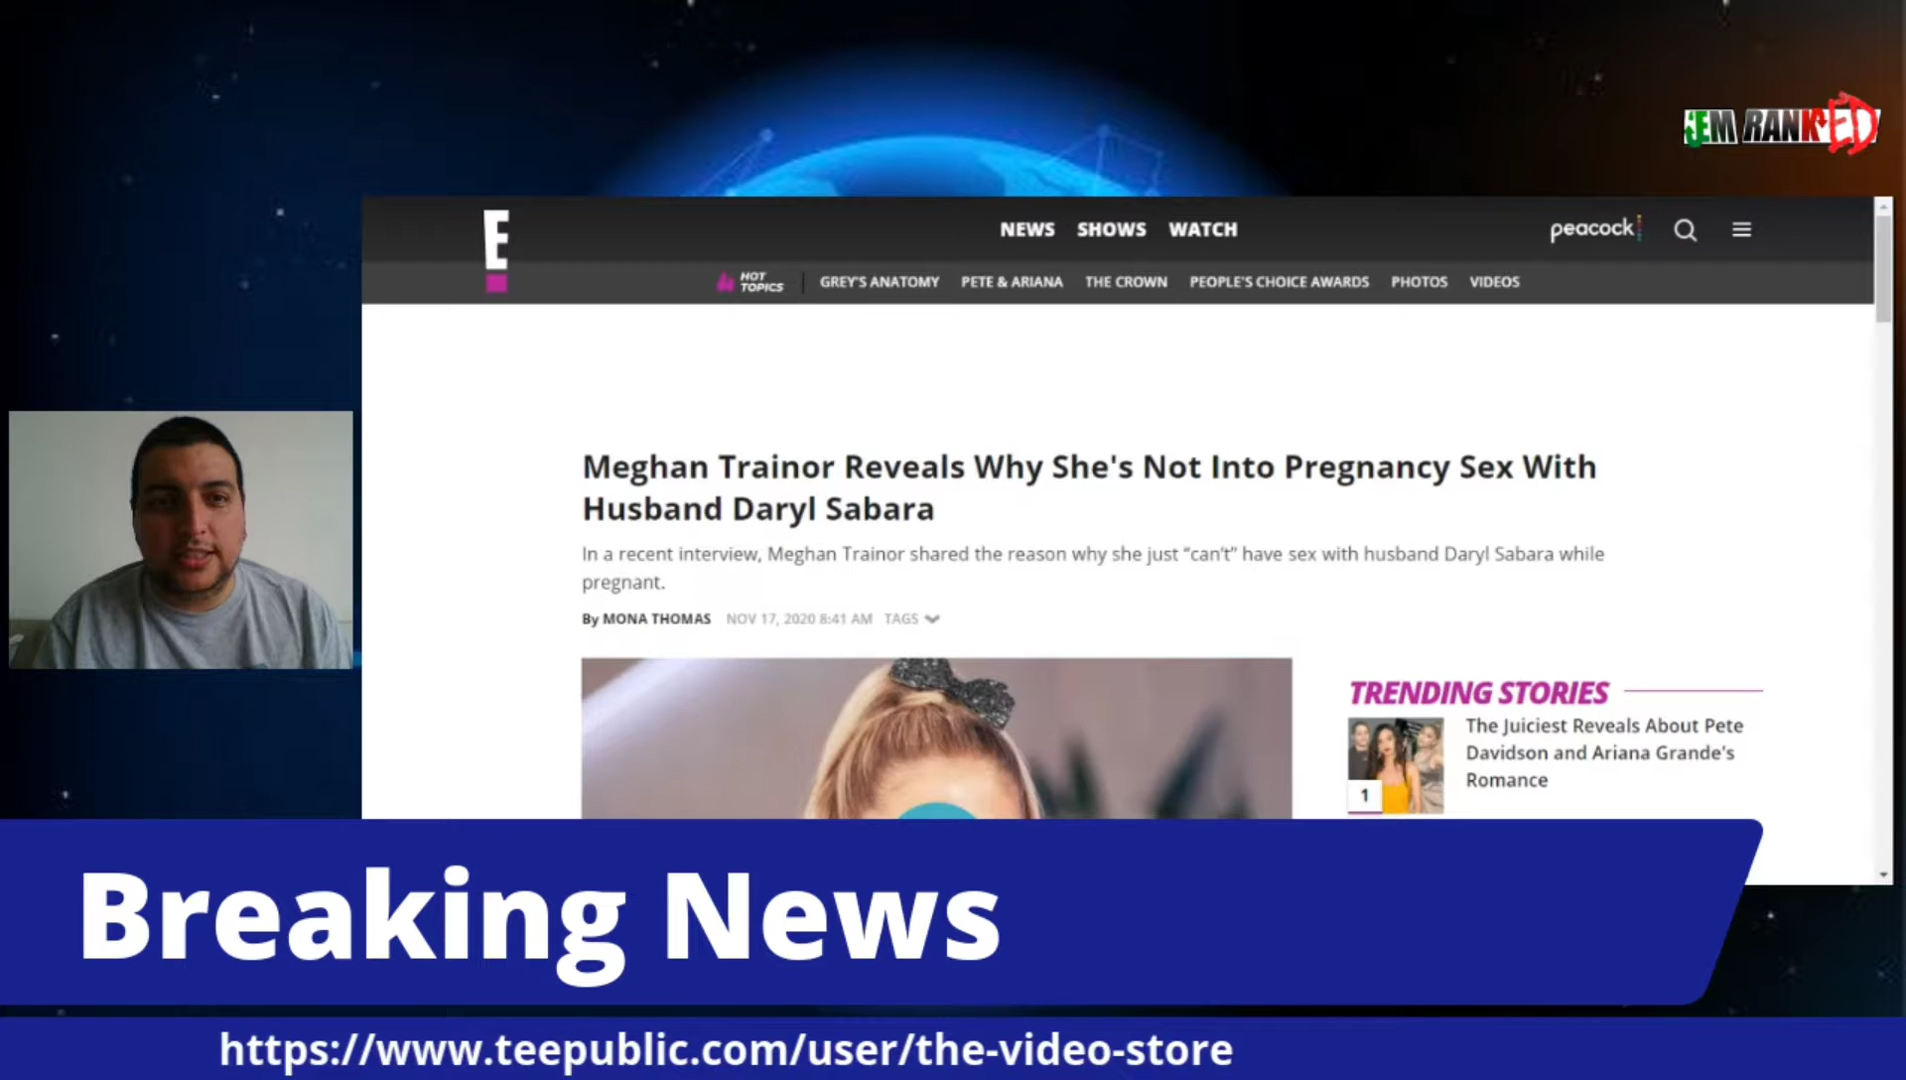 JEM RANKED
E
NEWS SHOWS WATCH
peacock
HOT
TOPICS
GREY'S ANATOMY PETE & ARIANA THE CROWN PEOPLE'S CHOICE AWARDS PHOTOS VIDEOS
Meghan Trainor Reveals Why She's Not Into Pregnancy Sex With
Husband Daryl Sabara
In a recent interview, Meghan Trainor shared the reason why she just “can’t” have sex with husband Daryl Sabara while
pregnant.
By MONA THOMAS NOV 17, 2020 8:41 AM TAGS
TRENDING STORIES
The Juiciest Reveals About Pete
Davidson and Ariana Grande's
Romance
1
Breaking News
https://www.teepublic.com/user/the-video-store